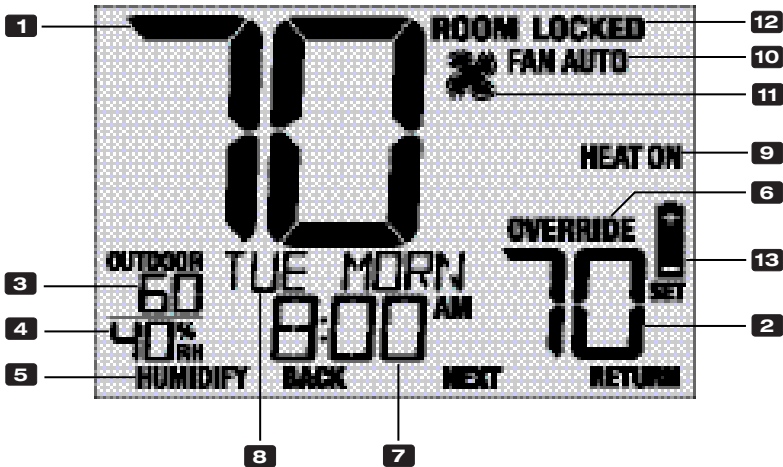 1
70
ROOM LOCKED
12
FAN AUTO
10
11
HEAT ON
9
6
OVERRIDE
13
OUTDOOR
TUE MORN
3
60
70
SET
2
4
40 % RH
8:00 AM
5
HUMIDIFY BACK NEXT RETURN
8
7